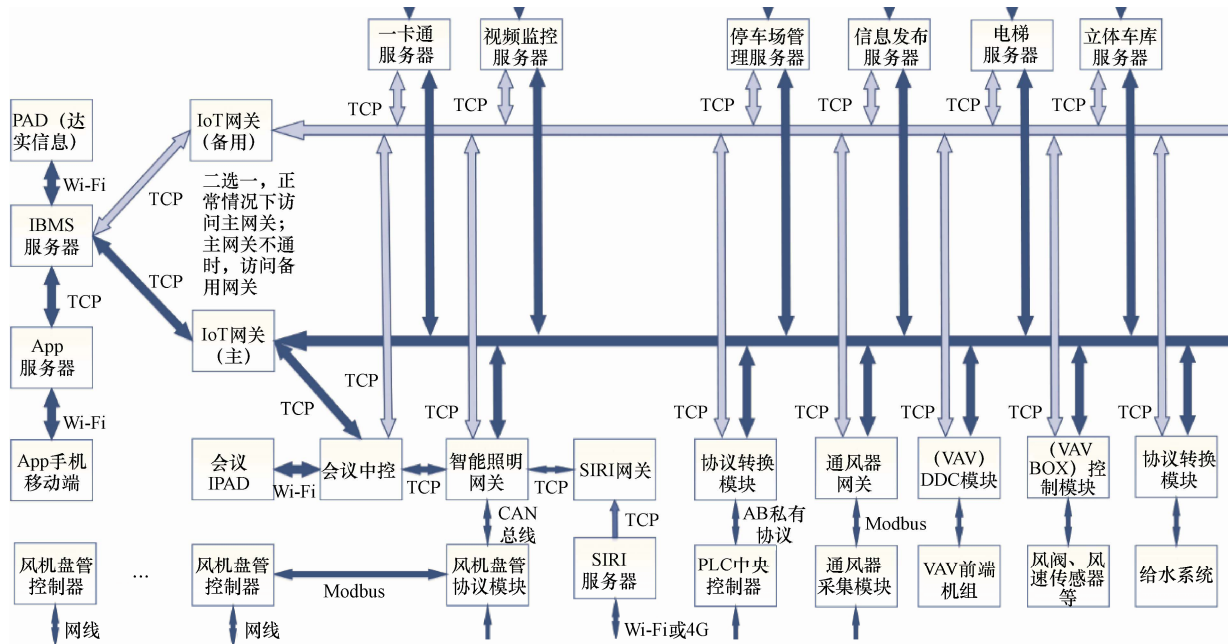 一卡通
服务器
视频监控
服务器
停车场管
理服务器
信息发布
服务器
电梯
服务器
立体车库
服务器
TCP
TCP
TCP
TCP
TCP
TCP
PAD（达
实信息）
IoT网关
（备用）
Wi-Fi
TCP
二选一，正
常情况下访
问主网关；
主网关不通
时，访问备
用网关
IBMS
服务器
TCP
TCP
IoT网关
（主）
App
服务器
TCP
TCP
TCP
TCP
TCP
TCP
TCP
TCP
Wi-Fi
App手机
移动端
会议
IPAD
Wi-Fi
会议中控
TCP
智能照明
网关
TCP
SIRI网关
协议转换
模块
通风器
网关
（VAV）
DDC模块
（VAV
BOX）控
制模块
协议转换
模块
CAN
总线
TCP
AB私有
协议
Modbus
风机盘管
控制器
...
风机盘管
控制器
Modbus
风机盘管
协议模块
SIRI
服务器
PLC中央
控制器
通风器
采集模块
VAV前端
机组
风阀、风
速传感器
等
给水系统
网线
网线
Wi-Fi或4G